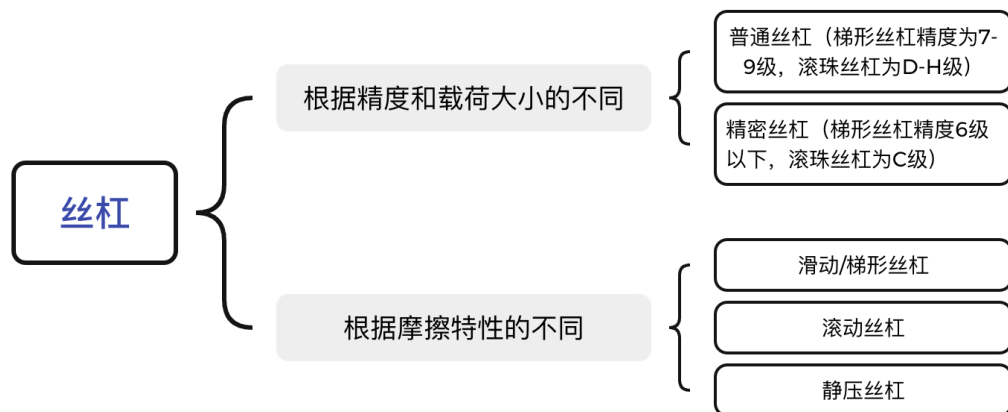 丝杠
根据精度和载荷大小的不同
普通丝杠（梯形丝杠精度为7-
9级，滚珠丝杠为D-H级）
精密丝杠（梯形丝杠精度6级
以下，滚珠丝杠为C级）
根据摩擦特性的不同
滑动/梯形丝杠
滚动丝杠
静压丝杠